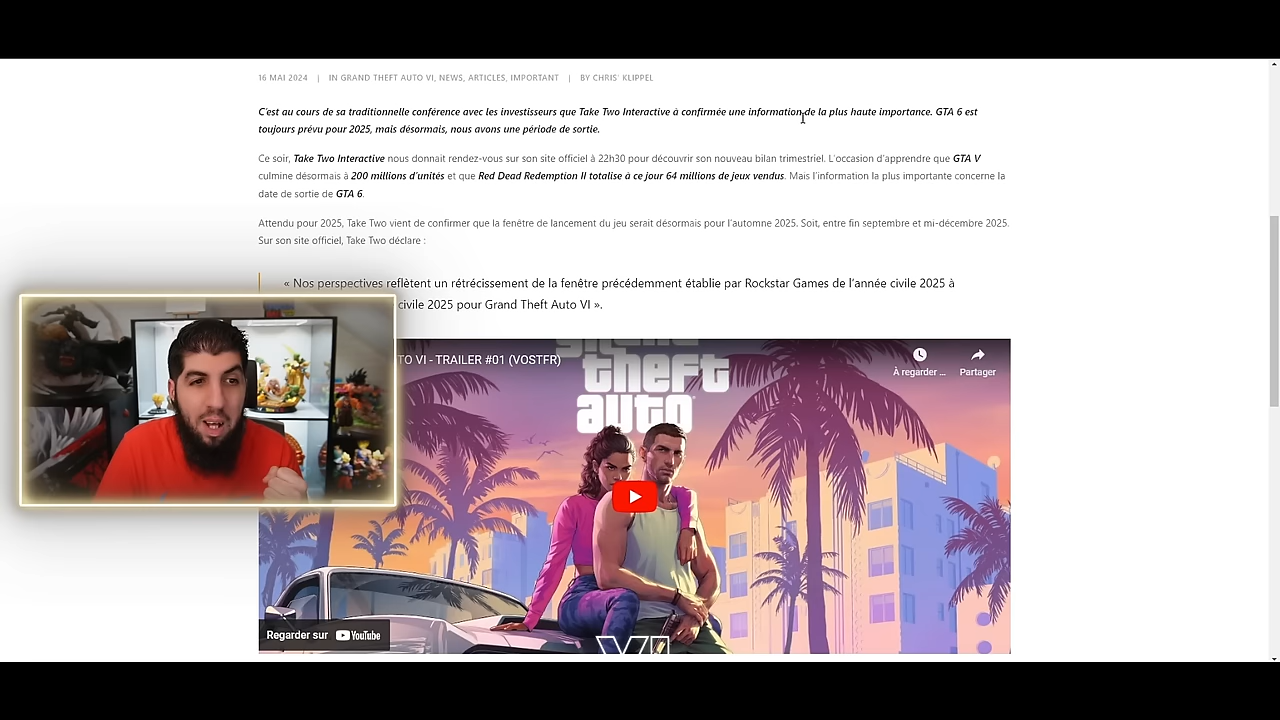 16 MAI 2024 | IN GRAND THEFT AUTO VI, NEWS, ARTICLES, IMPORTANT | BY CHRIS' KLIPPEL
C'est au cours de sa traditionnelle conférence avec les investisseurs que Take Two Interactive à confirmée une information de la plus haute importance. GTA 6 est
toujours prévu pour 2025, mais désormais, nous avons une période de sortie.
Ce soir, Take Two Interactive nous donnait rendez-vous sur son site officiel à 22h30 pour découvrir son nouveau bilan trimestriel. L'occasion d'apprendre que GTA V
culmine désormais à 200 millions d'unités et que Red Dead Redemption II totalise à ce jour 64 millions de jeux vendus. Mais l'information la plus importante concerne la
date de sortie de GTA 6.
Attendu pour 2025, Take Two vient de confirmer que la fenêtre de lancement du jeu serait désormais pour l'automne 2025. Soit, entre fin septembre et mi-décembre 2025.
Sur son site officiel, Take Two déclare :
« Nos perspectives reflètent un rétrécissement de la fenêtre précédemment établie par Rockstar Games de l'année civile 2025 à
civile 2025 pour Grand Theft Auto VI ».
TO VI - TRAILER #01 (VOSTFR)
À regarder ... Partager
grand
theft
auto
VI
Regarder sur YouTube